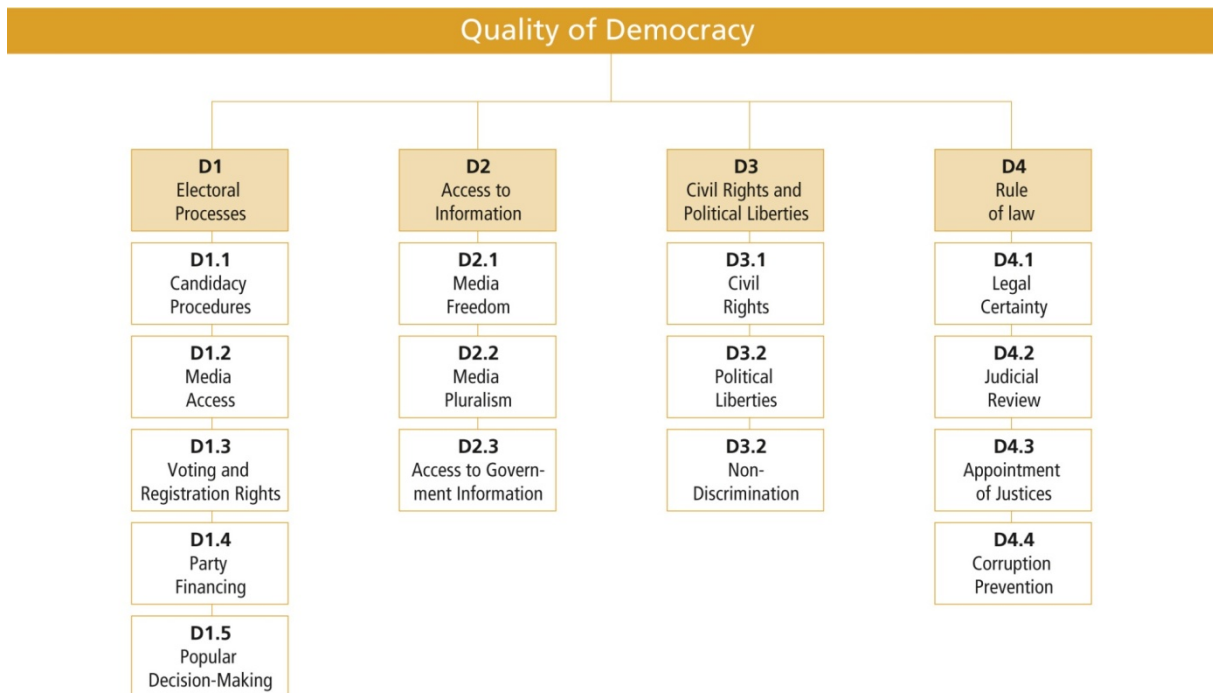 Quality of Democracy
D1
Electoral
Processes
D1.1
Candidacy
Procedures
D1.2
Media
Access
D1.3
Voting and
Registration Rights
D1.4
Party
Financing
D1.5
Popular
Decision-Making
D2
Access to
Information
D2.1
Media
Freedom
D2.2
Media
Pluralism
D2.3
Access to Govern-
ment Information
D3
Civil Rights and
Political Liberties
D3.1
Civil
Rights
D3.2
Political
Liberties
D3.2
Non-
Discrimination
D4
Rule
of law
D4.1
Legal
Certainty
D4.2
Judicial
Review
D4.3
Appointment
of Justices
D4.4
Corruption
Prevention